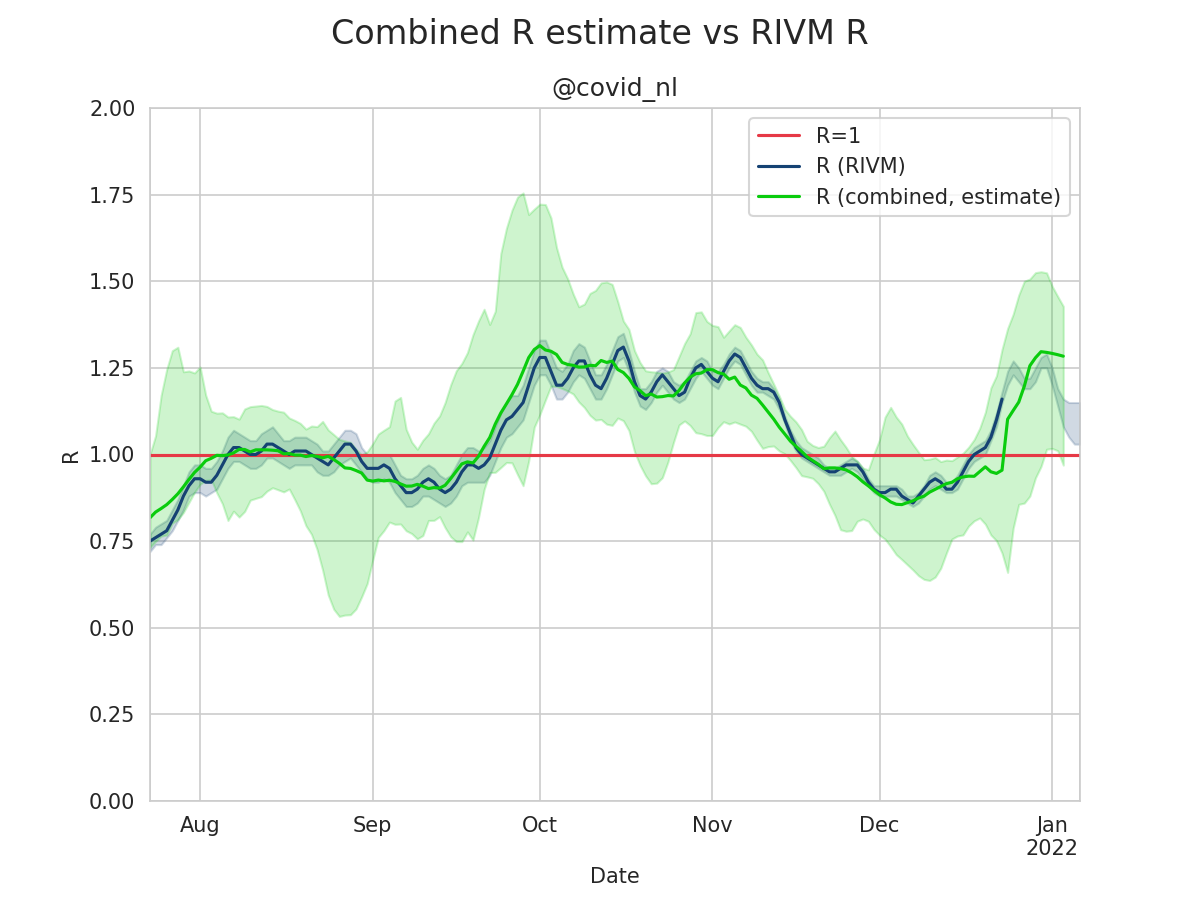 Combined R estimate vs RIVM R
@covid_nl
R=1
R (RIVM)
R (combined, estimate)
2.00
1.75
1.50
1.25
1.00
0.75
0.50
0.25
0.00
R
Aug Sep Oct Nov Dec Jan
2022
Date